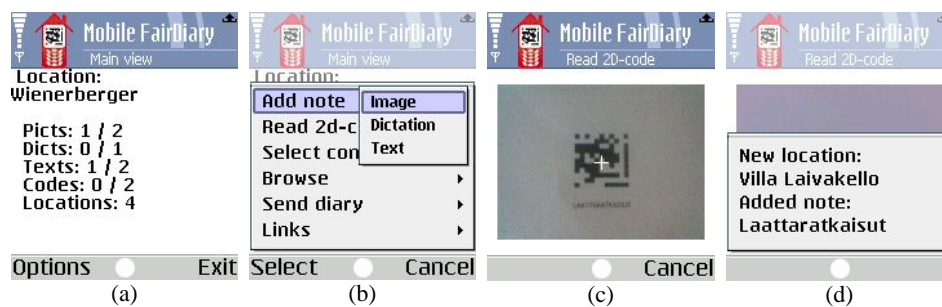 Mobile FairDiary
Main view
Location:
Wienerberger
Picts: 1 / 2
Dicts: 0 / 1
Texts: 1 / 2
Codes: 0 / 2
Locations: 4
Options Exit
(a)
Mobile FairDiary
Main view
Location:
Add note
Read 2d-c
Select con
Browse
Send diary
Links
Image
Dictation
Text
Select Cancel
(b)
Mobile FairDiary
Read 2D-code
LAATTARATKAISUT
Cancel
(c)
Mobile FairDiary
Read 2D-code
New location:
Villa Laivakello
Added note:
Laattaratkaisut
(d)